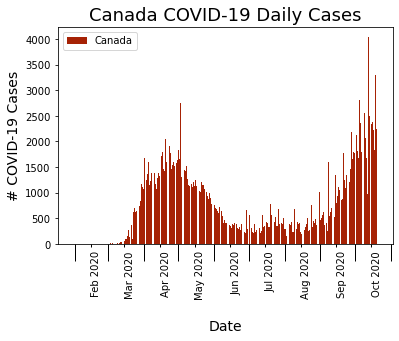 Canada COVID-19 Daily Cases
Canada
# COVID-19 Cases
4000
3500
3000
2500
2000
1500
1000
500
0
Feb 2020
Mar 2020
Apr 2020
May 2020
Jun 2020
Jul 2020
Aug 2020
Sep 2020
Oct 2020
Date